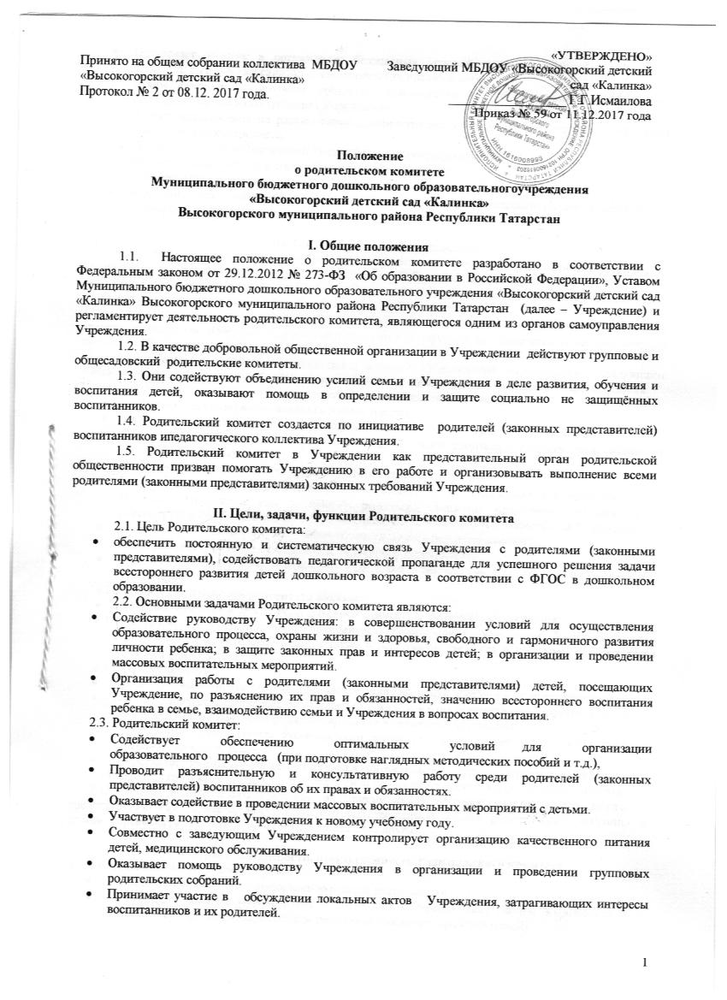 Принято на общем собрании коллектива  МБДОУ
«Высокогорский детский сад «Калинка»
Протокол № 2 от 08.12. 2017 года.
«УТВЕРЖДЕНО»
Заведующий МБДОУ «Высокогорский детский
сад «Калинка»
Г.Г.Исмаилова
Приказ № 59 от 11.12.2017 года
Положение
о родительском комитете
Муниципального бюджетного дошкольного образовательногоучреждения
«Высокогорский детский сад «Калинка»
Высокогорского муниципального района Республики Татарстан
I. Общие положения
1.1. Настоящее положение о родительском комитете разработано в соответствии с
Федеральным законом от 29.12.2012 № 273-ФЗ «Об образовании в Российской Федерации», Уставом
Муниципального бюджетного дошкольного образовательного учреждения «Высокогорский детский сад
«Калинка» Высокогорского муниципального района Республики Татарстан (далее – Учреждение) и
регламентирует деятельность родительского комитета, являющегося одним из органов самоуправления
Учреждения.
1.2. В качестве добровольной общественной организации в Учреждении действуют групповые и
общесадовский родительские комитеты.
1.3. Они содействуют объединению усилий семьи и Учреждения в деле развития, обучения и
воспитания детей, оказывают помощь в определении и защите социально не защищённых
воспитанников.
1.4. Родительский комитет создается по инициативе родителей (законных представителей)
воспитанников ипедагогического коллектива Учреждения.
1.5. Родительский комитет в Учреждении как представительный орган родительской
общественности призван помогать Учреждению в его работе и организовывать выполнение всеми
родителями (законными представителями) законных требований Учреждения.
II. Цели, задачи, функции Родительского комитета
2.1. Цель Родительского комитета:
• обеспечить постоянную и систематическую связь Учреждения с родителями (законными
представителями), содействовать педагогической пропаганде для успешного решения задачи
всестороннего развития детей дошкольного возраста в соответствии с ФГОС в дошкольном
образовании.
2.2. Основными задачами Родительского комитета являются:
• Содействие руководству Учреждения: в совершенствовании условий для осуществления
образовательного процесса, охраны жизни и здоровья, свободного и гармоничного развития
личности ребенка; в защите законных прав и интересов детей; в организации и проведении
массовых воспитательных мероприятий.
• Организация работы с родителями (законными представителями) детей, посещающих
Учреждение, по разъяснению их прав и обязанностей, значению всестороннего воспитания
ребенка в семье, взаимодействию семьи и Учреждения в вопросах воспитания.
2.3. Родительский комитет:
• Содействует обеспечению оптимальных условий для организации
образовательного процесса (при подготовке наглядных методических пособий и т.д.),
• Проводит разъяснительную и консультативную работу среди родителей (законных
представителей) воспитанников об их правах и обязанностях.
• Оказывает содействие в проведении массовых воспитательных мероприятий с детьми.
• Участвует в подготовке Учреждения к новому учебному году.
• Совместно с заведующим Учреждением контролирует организацию качественного питания
детей, медицинского обслуживания.
• Оказывает помощь руководству Учреждения в организации и проведении групповых
родительских собраний.
• Принимает участие в обсуждении локальных актов Учреждения, затрагивающих интересы
воспитанников и их родителей.
1